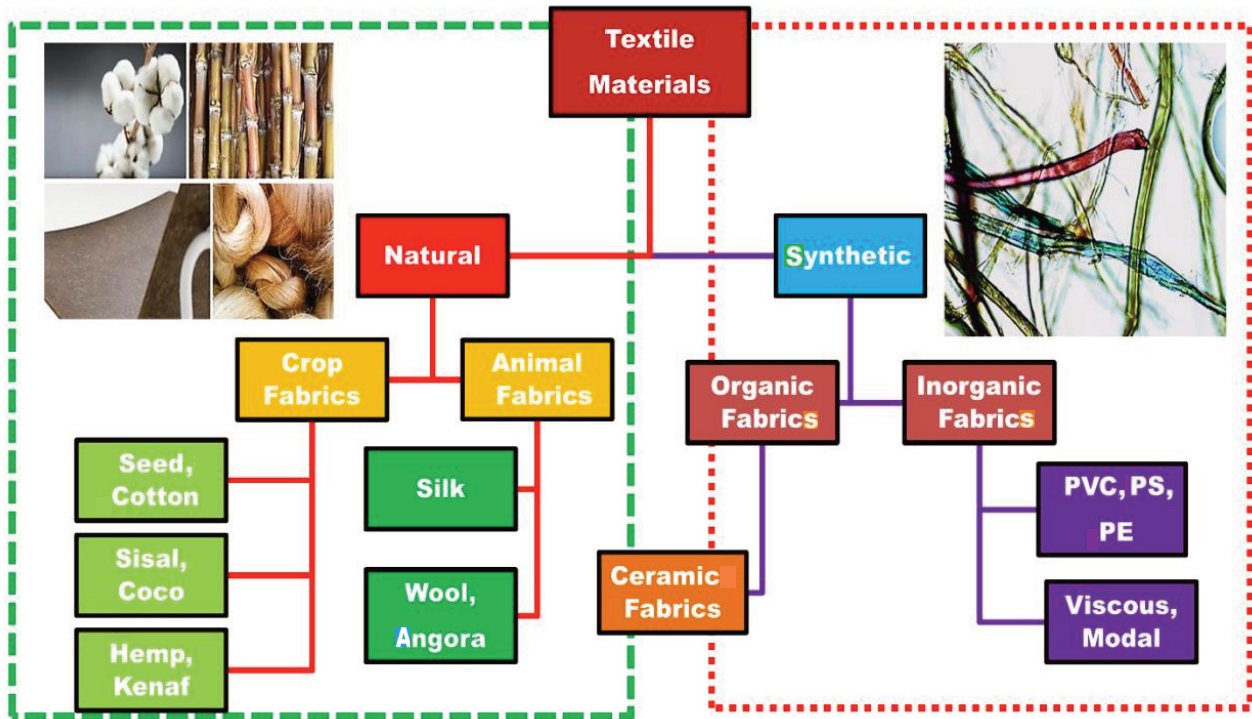 Textile
Materials
Natural
Synthetic
Crop
Fabrics
Animal
Fabrics
Organic
Fabrics
Inorganic
Fabrics
Seed,
Cotton
Silk
PVC, PS,
PE
Sisal,
Coco
Ceramic
Fabrics
Wool,
Angora
Viscous,
Modal
Hemp,
Kenaf